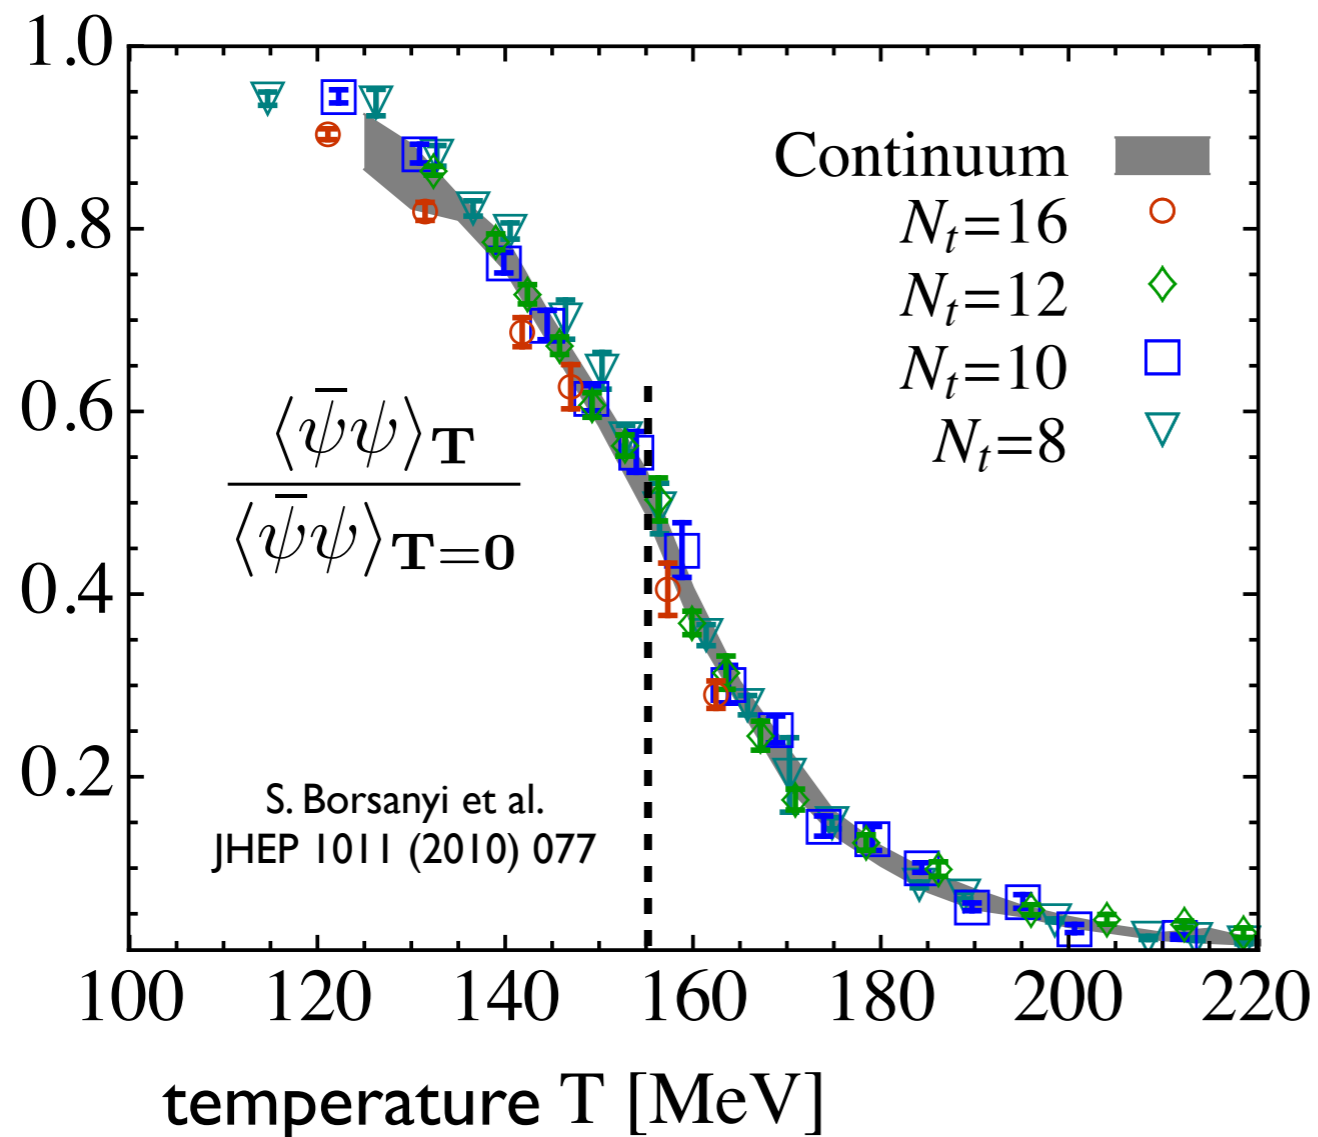 1.0
0.8
0.6
0.4
0.2
Continuum
N_t=16
N_t=12
N_t=10
N_t=8
⟨ψ̄ψ⟩_T
⟨ψ̄ψ⟩_T=0
S. Borsanyi et al.
JHEP 1011 (2010) 077
100 120 140 160 180 200 220
temperature T [MeV]